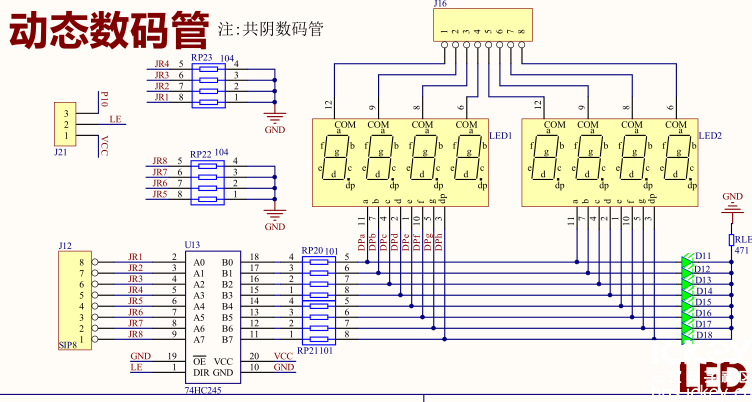 动态数码管 注:共阴数码管
J16
1 2 3 4 5 6 7 8
JR4 5 RP23 104 4
JR3 6 3
JR2 7 2
JR1 8 1
GND
12 9 8 6 12 9 8 6
3 P10
2 LE
1 VCC
J21
COM COM COM COM LED1
COM COM COM COM LED2
a b c d e f g dp
a b c d e f g dp
a b c d e f g dp
a b c d e f g dp
a b c d e f g dp
a b c d e f g dp
a b c d e f g dp
a b c d e f g dp
JR8 5 RP22 104 4
JR7 6 3
JR6 7 2
JR5 8 1
GND
a b c d e f g dp
11 7 4 2 1 10 5 3
DPa DPb DPc DPd DPe DPf DPg DPh
a b c d e f g dp
11 7 4 2 1 10 5 3
GND
RLE
471
J12 U13 RP20 101
8 JR1 2 A0 B0 18 4 5 D11
7 JR2 3 A1 B1 17 3 6 D12
6 JR3 4 A2 B2 16 2 7 D13
5 JR4 5 A3 B3 15 1 8 D14
4 JR5 6 A4 B4 14 4 5 D15
3 JR6 7 A5 B5 13 3 6 D16
2 JR7 8 A6 B6 12 2 7 D17
1 JR8 9 A7 B7 11 1 8 D18
SIP8 RP21 101
GND 19 OE VCC 20 VCC
LE 1 DIR GND 10 GND
74HC245
LED